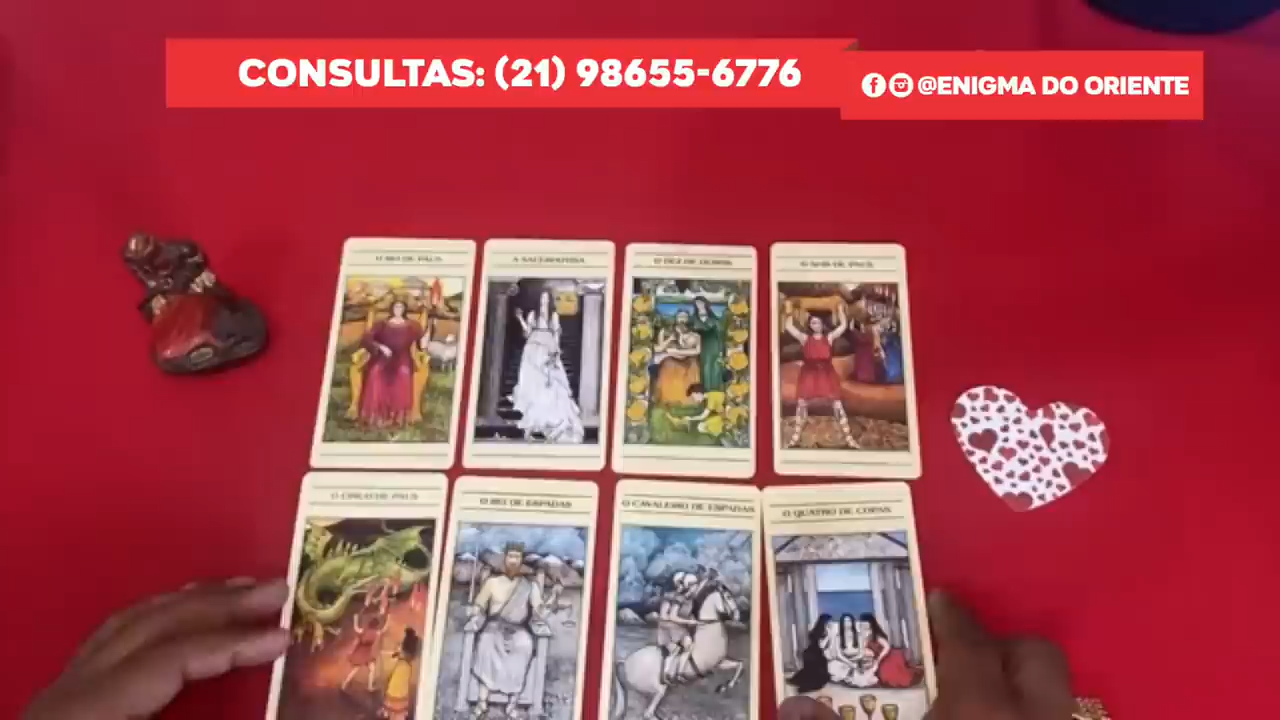 CONSULTAS: (21) 98655-6776
@ENIGMA DO ORIENTE
O REI DE PAUS
A SACERDOTISA
O DEZ DE OUROS
O SEIS DE PAUS
O CINCO DE PAUS
O REI DE ESPADAS
O CAVALEIRO DE ESPADAS
O QUATRO DE COPAS